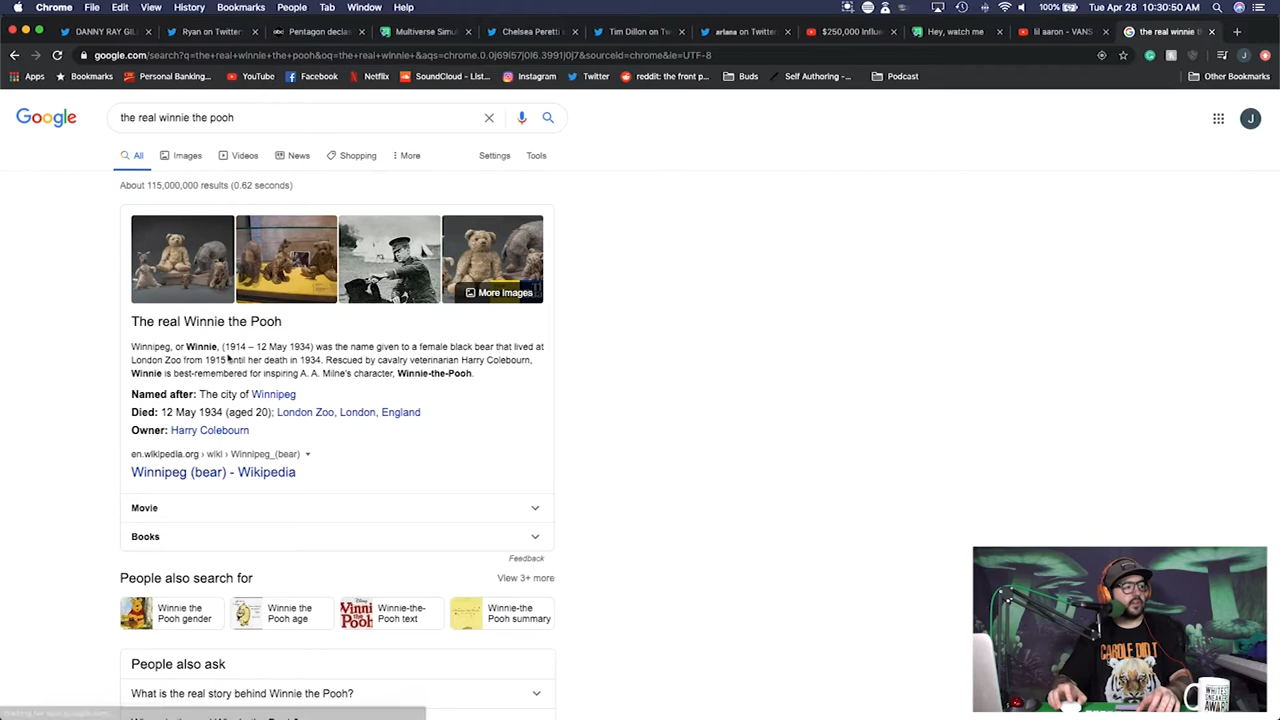 Chrome File Edit View History Bookmarks People Tab Window Help 100% Tue Apr 28 10:30:50 AM
DANNY RAY GIL Ryan on Twitter: Pentagon declas Multiverse Simul Chelsea Peretti Tim Dillon on Tw ariana on Twitter $250,000 Influe Hey, watch me lil aaron - VANS the real winnie th
google.com/search?q=the+real+winnie+the+pooh&oq=the+real+winnie+&aqs=chrome.0.0j69i57j0l6.3991j0j7&sourceid=chrome&ie=UTF-8
Apps Bookmarks Personal Banking... YouTube Facebook Netflix SoundCloud - List... Instagram Twitter reddit: the front p... Buds Self Authoring -... Podcast Other Bookmarks
Google the real winnie the pooh J
All Images Videos News Shopping More Settings Tools
About 115,000,000 results (0.62 seconds)
More Images
The real Winnie the Pooh
Winnipeg, or Winnie, (1914 – 12 May 1934) was the name given to a female black bear that lived at
London Zoo from 1915 until her death in 1934. Rescued by cavalry veterinarian Harry Colebourn,
Winnie is best-remembered for inspiring A. A. Milne's character, Winnie-the-Pooh.
Named after: The city of Winnipeg
Died: 12 May 1934 (aged 20); London Zoo, London, England
Owner: Harry Colebourn
en.wikipedia.org › wiki › Winnipeg_(bear)
Winnipeg (bear) - Wikipedia
Movie
Books
Feedback
People also search for View 3+ more
Winnie the Pooh gender
Winnie the Pooh age
Winnie-the-Pooh text
Winnie-the Pooh summary
People also ask
What is the real story behind Winnie the Pooh?
CAROLE DID IT
WHITEST SNEAKER AWARD